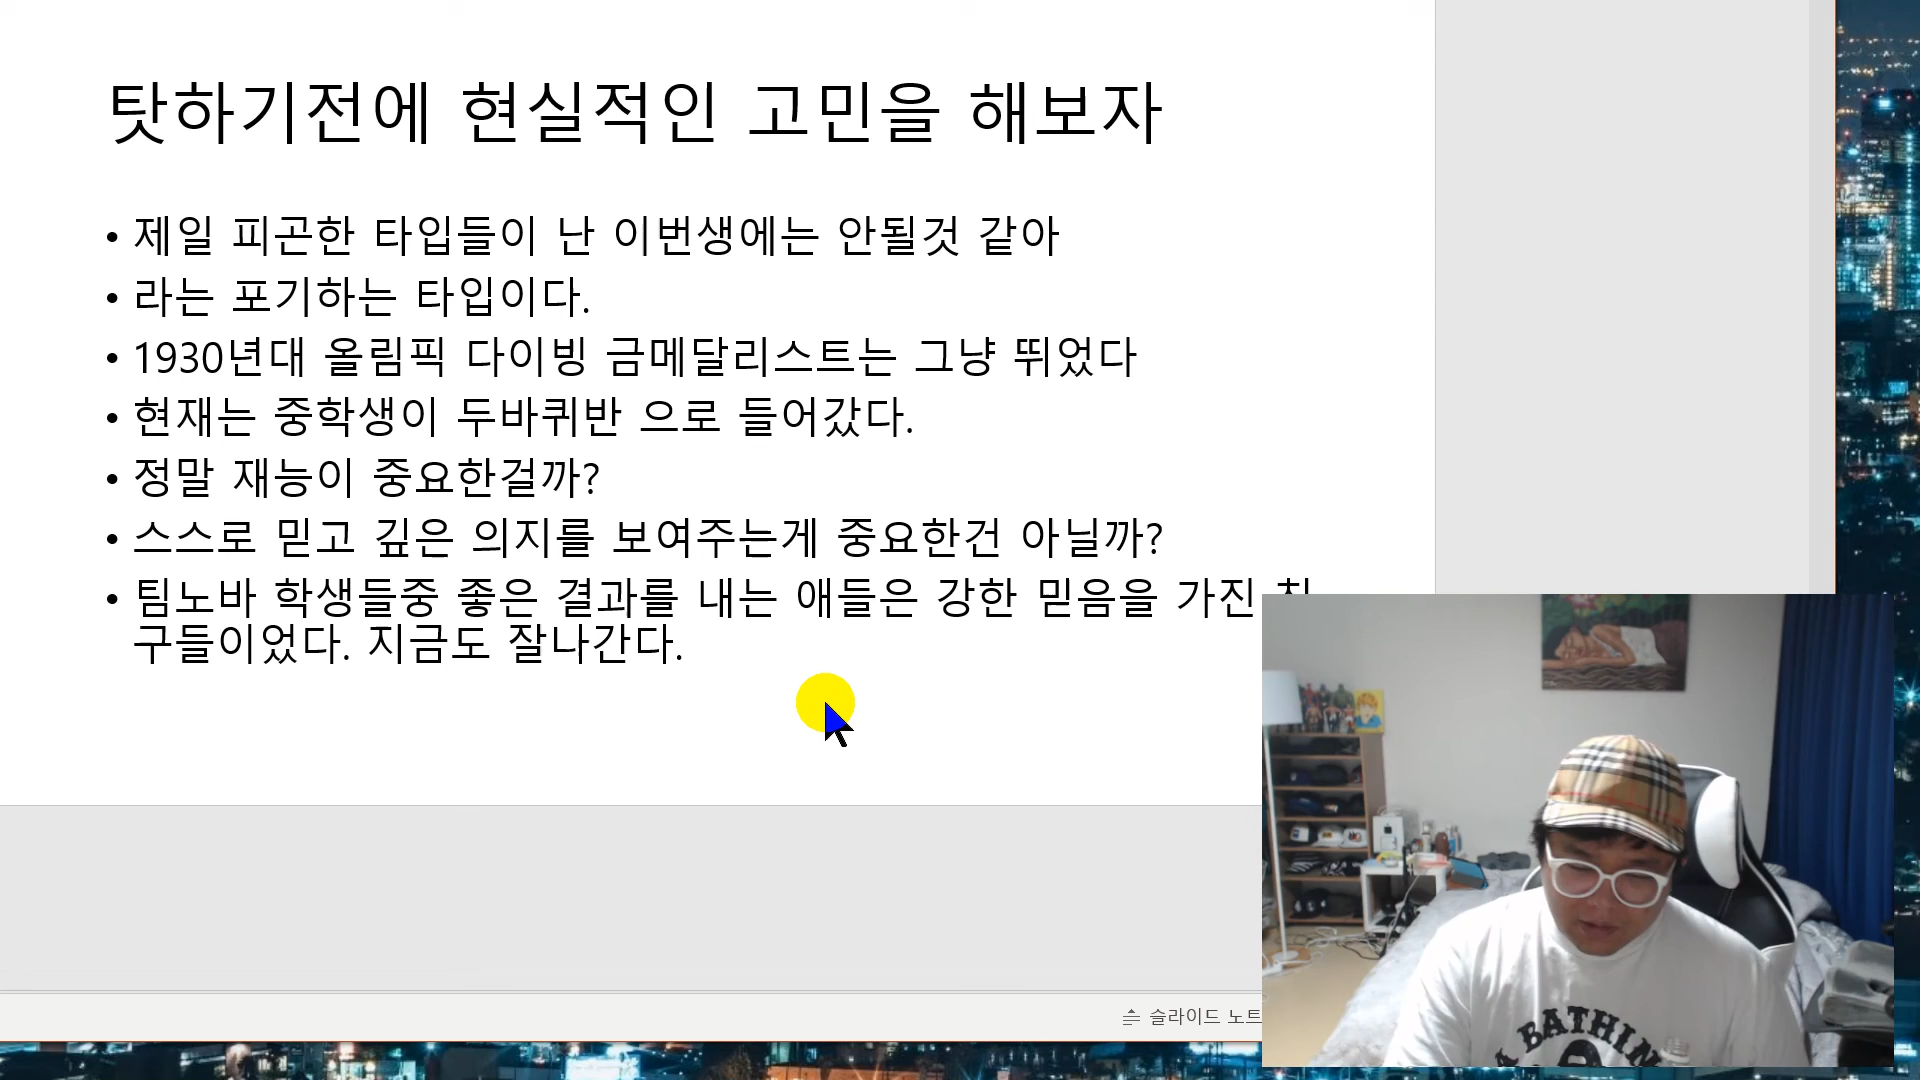 탓하기전에 현실적인 고민을 해보자
• 제일 피곤한 타입들이 난 이번생에는 안될것 같아
• 라는 포기하는 타입이다.
• 1930년대 올림픽 다이빙 금메달리스트는 그냥 뛰었다
• 현재는 중학생이 두바퀴반 으로 들어갔다.
• 정말 재능이 중요한걸까?
• 스스로 믿고 깊은 의지를 보여주는게 중요한건 아닐까?
• 팀노바 학생들중 좋은 결과를 내는 애들은 강한 믿음을 가진
구들이었다. 지금도 잘나간다.
슬라이드 노트
A BATHIN